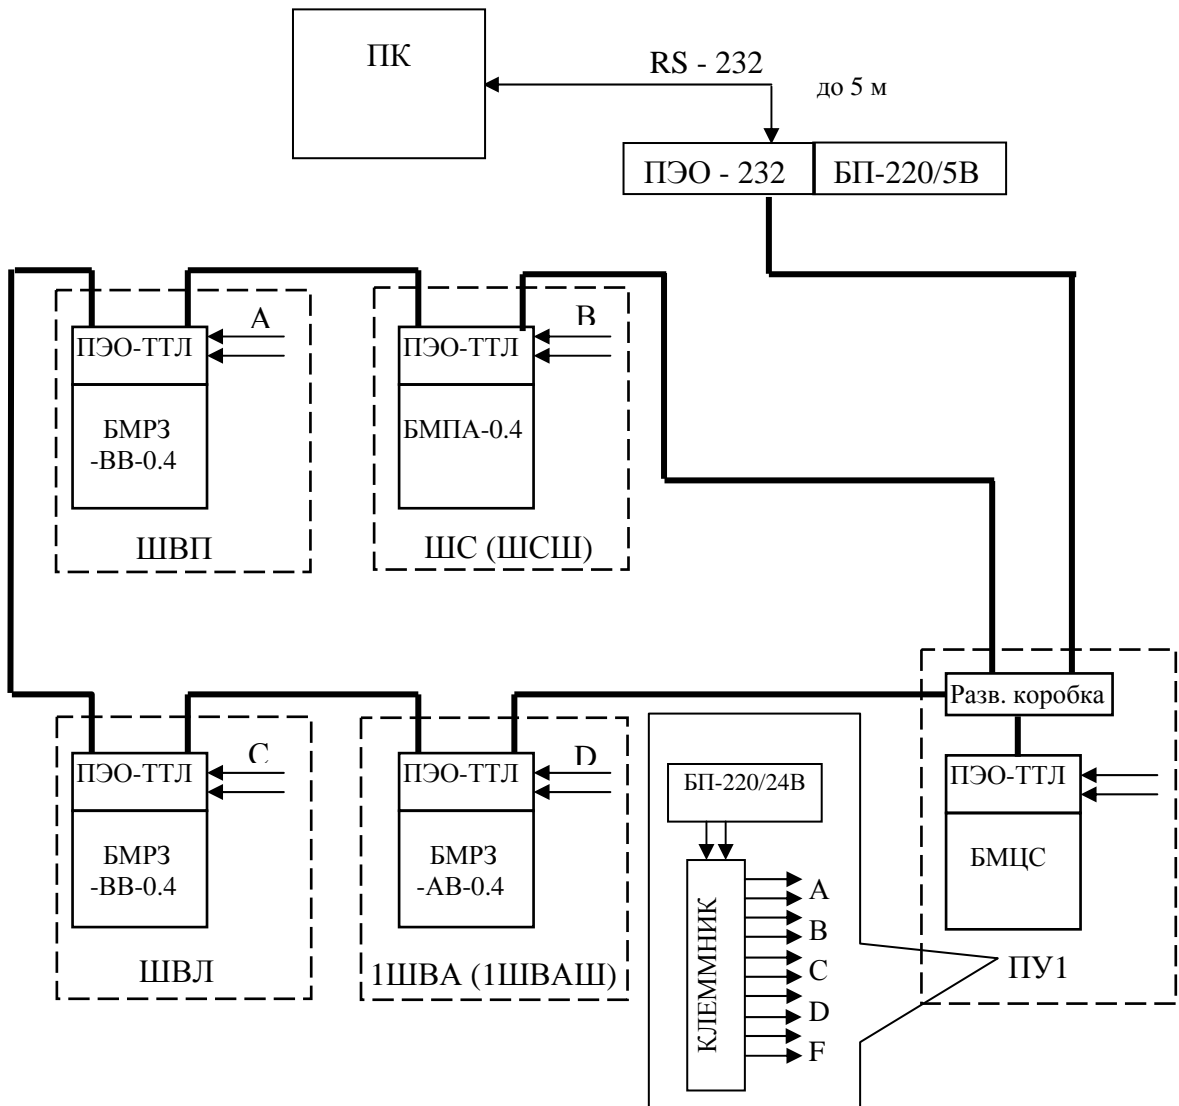 ПК
RS - 232
до 5 м
ПЭО - 232
БП-220/5В
A
ПЭО-ТТЛ
БМРЗ
-ВВ-0.4
ШВП
B
ПЭО-ТТЛ
БМПА-0.4
ШС (ШСШ)
C
ПЭО-ТТЛ
БМРЗ
-ВВ-0.4
ШВЛ
D
ПЭО-ТТЛ
БМРЗ
-АВ-0.4
1ШВА (1ШВАШ)
БП-220/24В
КЛЕММНИК
A
B
C
D
F
Разв. коробка
ПЭО-ТТЛ
БМЦС
ПУ1